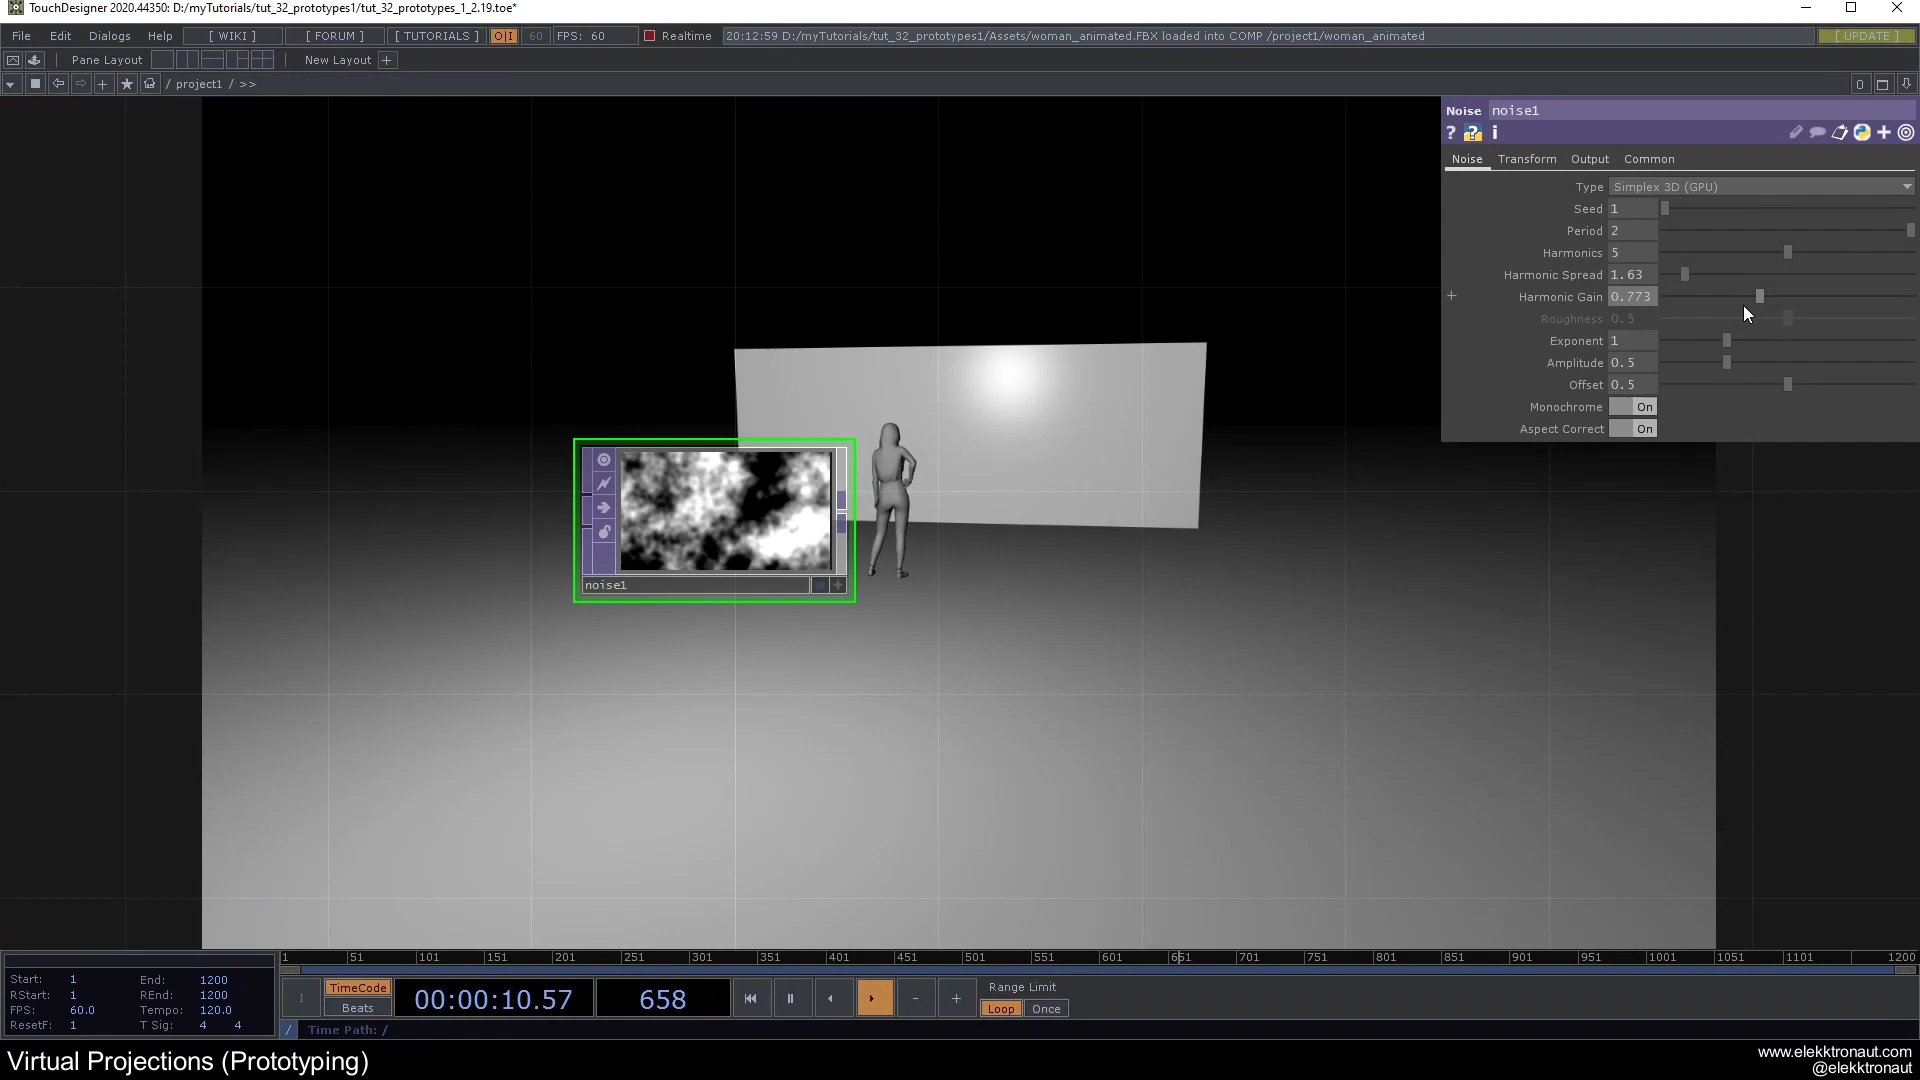 TouchDesigner 2020.44350: D:/myTutorials/tut_32_prototypes1/tut_32_prototypes_1_2.19.toe*
File Edit Dialogs Help [ WIKI ] [ FORUM ] [ TUTORIALS ] O|I 60 FPS: 60 Realtime 20:12:59 D:/myTutorials/tut_32_prototypes1/Assets/woman_animated.FBX loaded into COMP /project1/woman_animated [ UPDATE ]
Pane Layout New Layout +
/ project1 / >> 0
Noise noise1
? ? i
Noise Transform Output Common
Type Simplex 3D (GPU)
Seed 1
Period 2
Harmonics 5
Harmonic Spread 1.63
+ Harmonic Gain 0.773
Roughness 0.5
Exponent 1
Amplitude 0.5
Offset 0.5
Monochrome On
Aspect Correct On
noise1
1 51 101 151 201 251 301 351 401 451 501 551 601 651 701 751 801 851 901 951 1001 1051 1101 1200
Start: 1 End: 1200
RStart: 1 REnd: 1200
FPS: 60.0 Tempo: 120.0
ResetF: 1 T Sig: 4 4
I TimeCode Beats 00:00:10.57 658 - +
Range Limit
Loop Once
/ Time Path: /
Virtual Projections (Prototyping)
www.elekktronaut.com
@elekktronaut